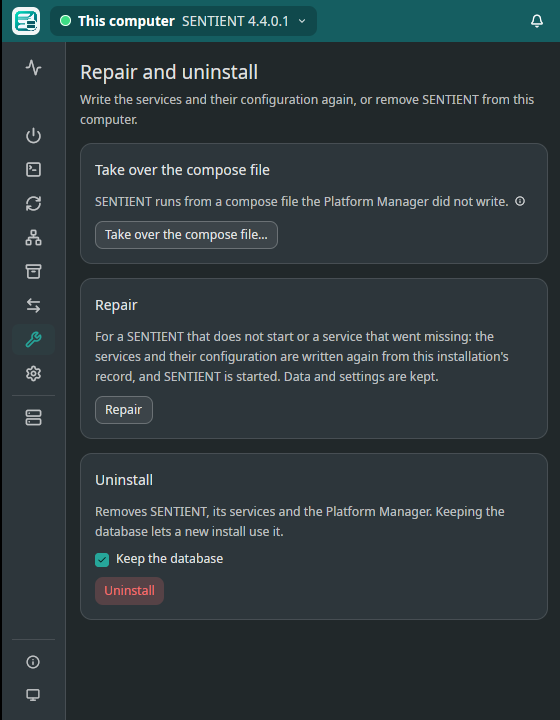 This computer SENTIENT 4.4.0.1
Repair and uninstall
Write the services and their configuration again, or remove SENTIENT from this
computer.
Take over the compose file
SENTIENT runs from a compose file the Platform Manager did not write.
Take over the compose file...
Repair
For a SENTIENT that does not start or a service that went missing: the
services and their configuration are written again from this installation's
record, and SENTIENT is started. Data and settings are kept.
Repair
Uninstall
Removes SENTIENT, its services and the Platform Manager. Keeping the
database lets a new install use it.
Keep the database
Uninstall